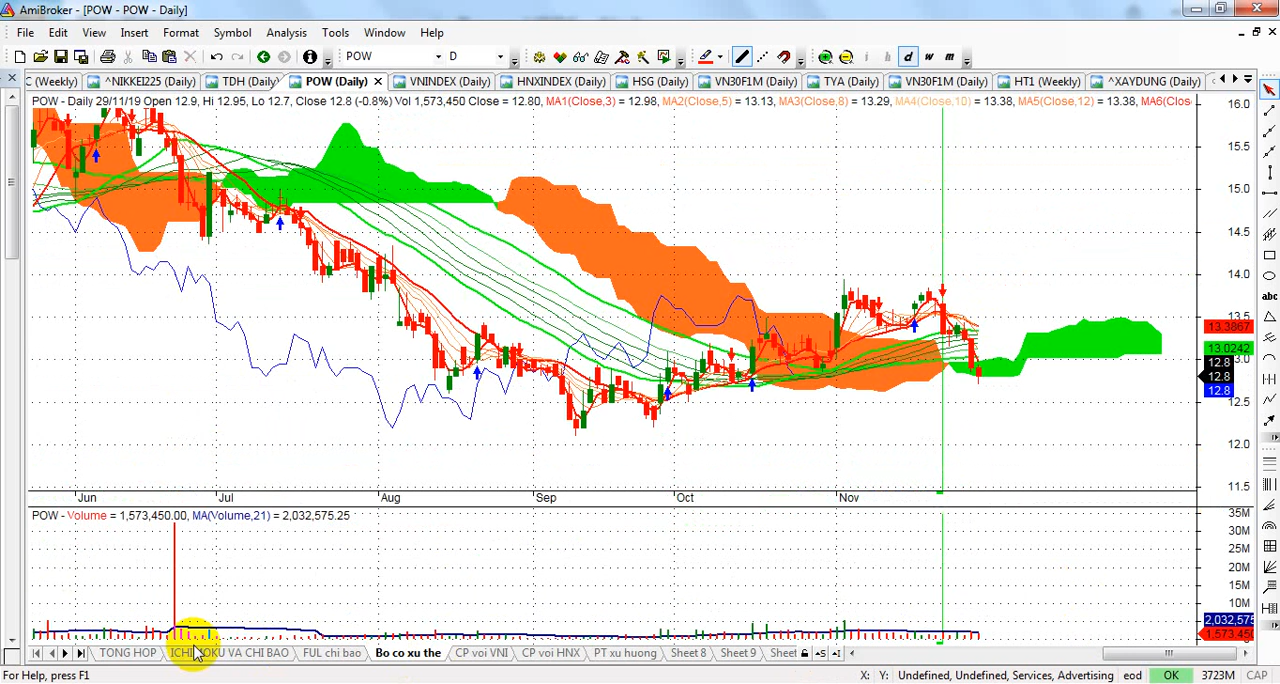 AmiBroker - [POW - POW - Daily]
File Edit View Insert Format Symbol Analysis Tools Window Help
POW D h d w m
(Weekly) ^NIKKEI225 (Daily) TDH (Daily) POW (Daily) VNINDEX (Daily) HNXINDEX (Daily) HSG (Daily) VN30F1M (Daily) TYA (Daily) VN30F1M (Daily) HT1 (Weekly) ^XAYDUNG (Daily)
POW - Daily 29/11/19 Open 12.9, Hi 12.95, Lo 12.7, Close 12.8 (-0.8%) Vol 1,573,450 Close = 12.80, MA1(Close,3) = 12.98, MA2(Close,5) = 13.13, MA3(Close,8) = 13.29, MA4(Close,10) = 13.38, MA5(Close,12) = 13.38, MA6(Clos
16.0
15.5
15.0
14.5
14.0
13.5
13.3867
13.0242
13.0
12.8
12.8
12.8
12.5
12.0
11.5
Jun Jul Aug Sep Oct Nov
POW - Volume = 1,573,450.00, MA(Volume,21) = 2,032,575.25
35M
30M
25M
20M
15M
10M
2,032,575
1,573,450
abc
TONG HOP ICHIMOKU VA CHI BAO FUL chi bao Bo co xu the CP voi VNI CP vo HNX PT xu huong Sheet 8 Sheet 9 Sheet
For Help, press F1 X: Y: Undefined, Undefined, Services, Advertising eod OK 3723M CAP